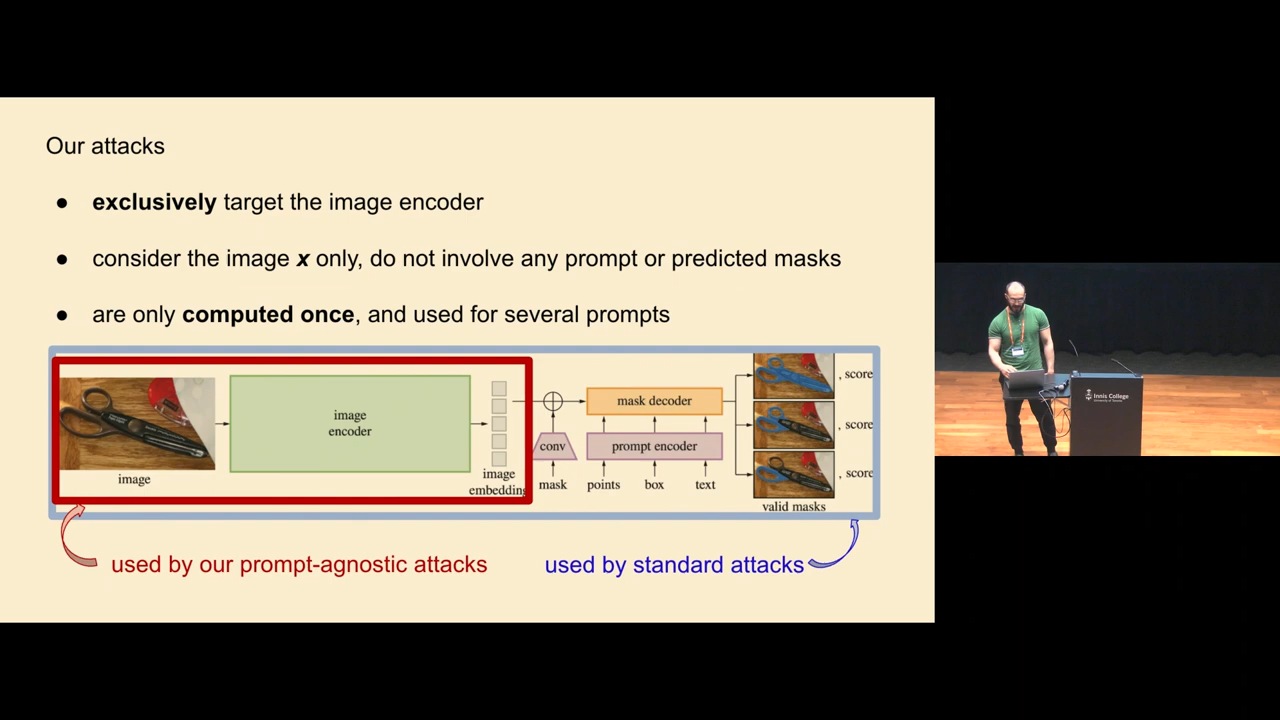 Our attacks
● exclusively target the image encoder
● consider the image x only, do not involve any prompt or predicted masks
● are only computed once, and used for several prompts
image
image
encoder
image
embedding
conv
mask
mask decoder
prompt encoder
points
box
text
, score
, score
, score
valid masks
used by our prompt-agnostic attacks
used by standard attacks
Innis College